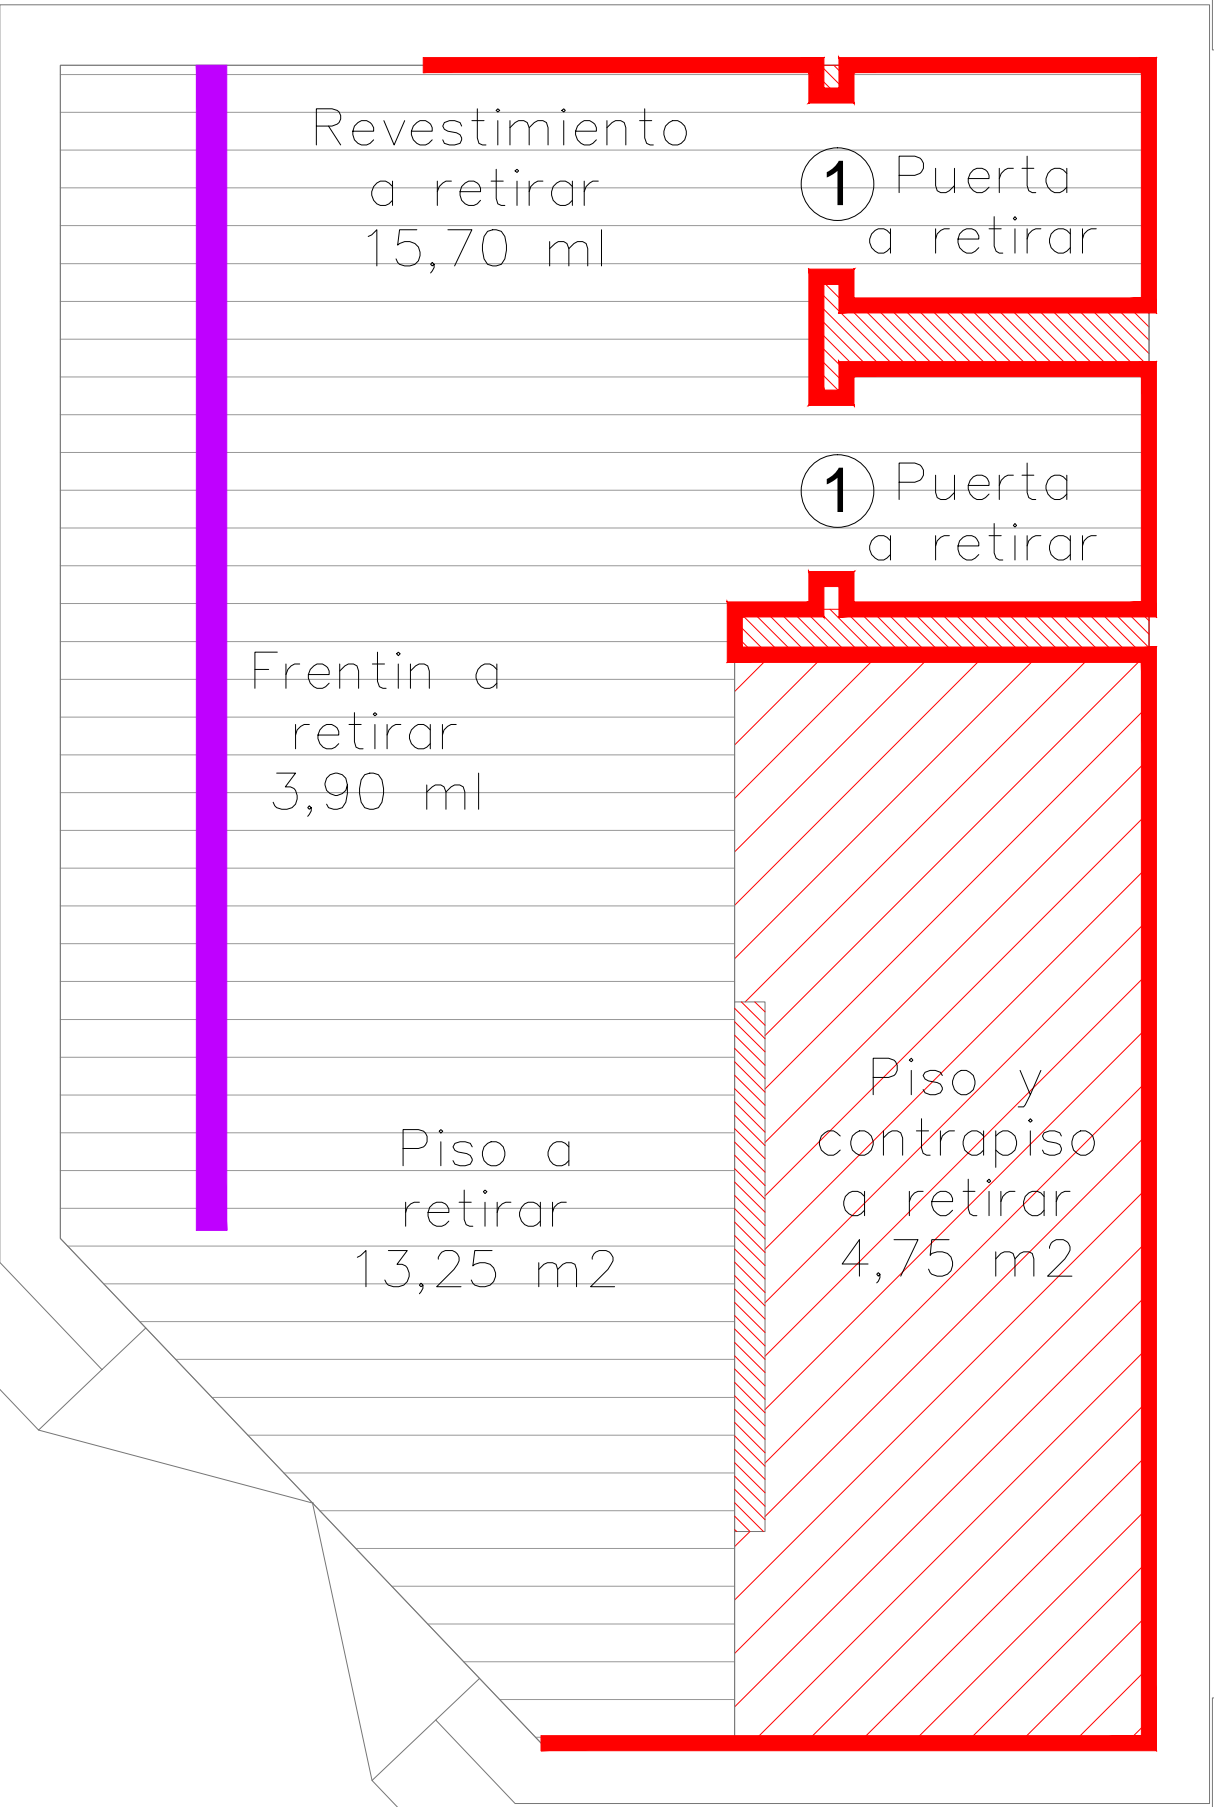 Revestimiento
a retirar
15,70 ml
1 Puerta
a retirar
1 Puerta
a retirar
Frentin a
retirar
3,90 ml
Piso y
contrapiso
a retirar
4,75 m2
Piso a
retirar
13,25 m2